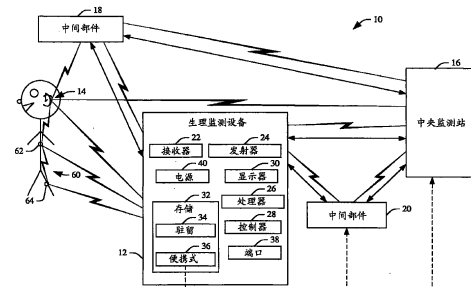 18
中间部件
10
16
中央监测站
14
生理监测设备
22
24
接收器
发射器
40
30
电源
显示器
32
26
存储
处理器
34
28
驻留
控制器
36
38
便携式
端口
12
中间部件
20
62
60
64